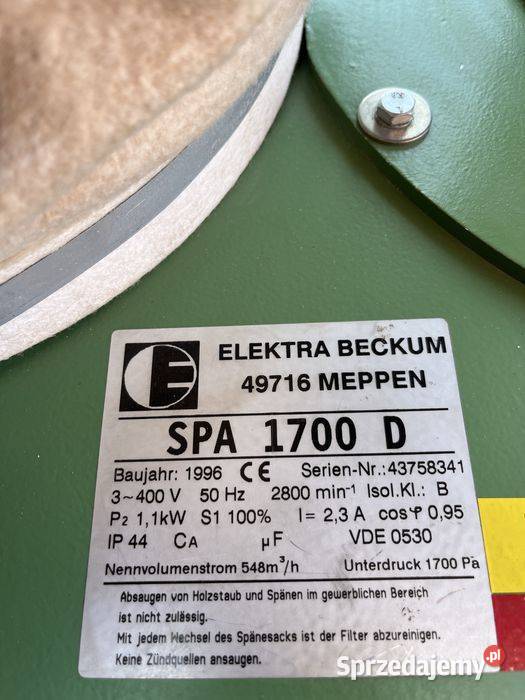 ELEKTRA BECKUM
49716 MEPPEN
SPA 1700 D
Baujahr: 1996 CE Serien-Nr.: 43758341
3~400 V 50 Hz 2800 min⁻¹ Isol.Kl.: B
P2 1,1kW S1 100% I= 2,3 A cos φ 0,95
IP 44 CA µF VDE 0530
Nennvolumenstrom 548m³/h Unterdruck 1700 Pa
Absaugen von Holzstaub und Spänen im gewerblichen Bereich
ist nicht zulässig.
Mit jedem Wechsel des Spänesacks ist der Filter abzureinigen.
Keine Zündquellen ansaugen.
Sprzedajemy.pl